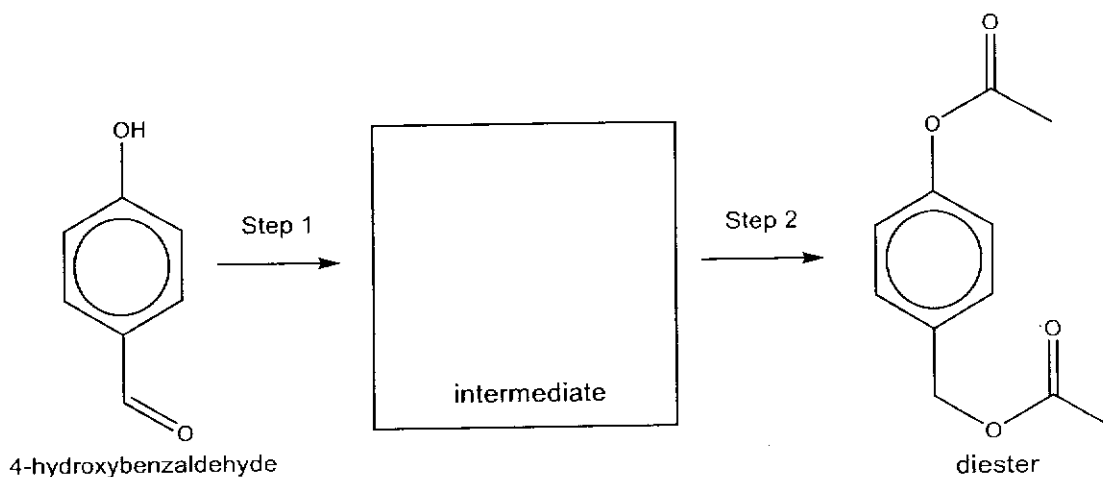 O
OH
O
Step 1
Step 2
O
intermediate
O
O
4-hydroxybenzaldehyde
diester